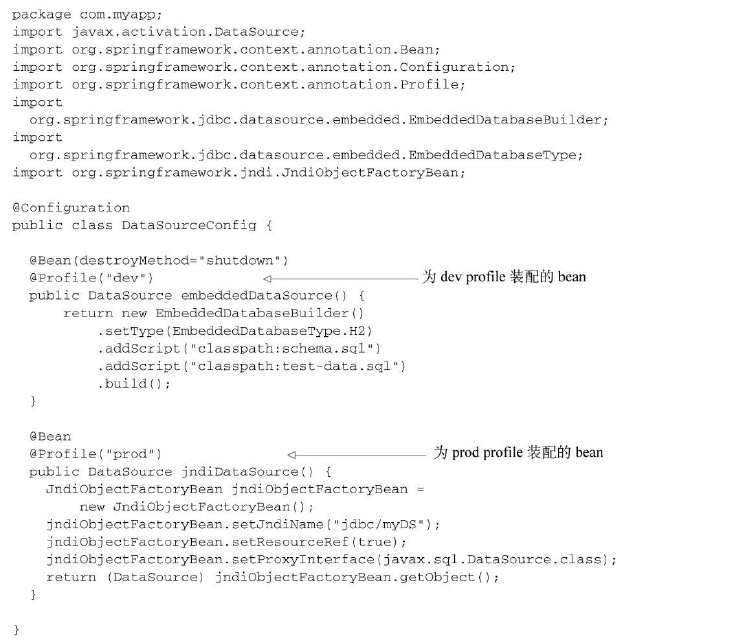 package com.myapp;
import javax.activation.DataSource;
import org.springframework.context.annotation.Bean;
import org.springframework.context.annotation.Configuration;
import org.springframework.context.annotation.Profile;
import
  org.springframework.jdbc.datasource.embedded.EmbeddedDatabaseBuilder;
import
  org.springframework.jdbc.datasource.embedded.EmbeddedDatabaseType;
import org.springframework.jndi.JndiObjectFactoryBean;

@Configuration
public class DataSourceConfig {

  @Bean(destroyMethod="shutdown")
  @Profile("dev") 为 dev profile 装配的 bean
  public DataSource embeddedDataSource() {
      return new EmbeddedDatabaseBuilder()
          .setType(EmbeddedDatabaseType.H2)
          .addScript("classpath:schema.sql")
          .addScript("classpath:test-data.sql")
          .build();
  }

  @Bean
  @Profile("prod") 为 prod profile 装配的 bean
  public DataSource jndiDataSource() {
    JndiObjectFactoryBean jndiObjectFactoryBean =
        new JndiObjectFactoryBean();
    jndiObjectFactoryBean.setJndiName("jdbc/myDS");
    jndiObjectFactoryBean.setResourceRef(true);
    jndiObjectFactoryBean.setProxyInterface(javax.sql.DataSource.class);
    return (DataSource) jndiObjectFactoryBean.getObject();
  }

}